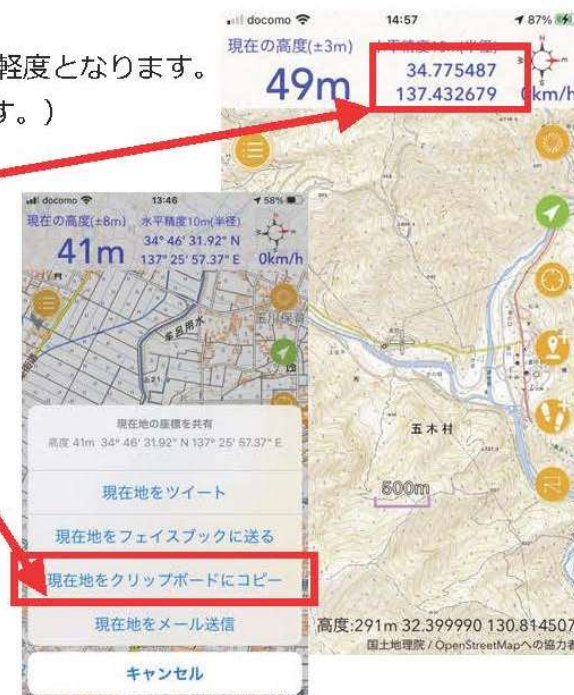 軽度となります。
す。)
docomo 14:57 87%
現在の高度(±3m)
49m
34.775487
137.432679
0km/h
五木村
500m
高度:291m 32.399990 130.814507
国土地理院 / OpenStreetMapへの協力者
docomo 13:46 58%
現在の高度(±8m) 水平精度10m(半径)
41m
34° 46' 31.92" N
137° 25' 57.37" E
0km/h
牟呂用水
現在地の座標を共有
高度 41m 34° 46' 31.92" N 137° 25' 57.37" E
現在地をツイート
現在地をフェイスブックに送る
現在地をクリップボードにコピー
現在地をメール送信
キャンセル